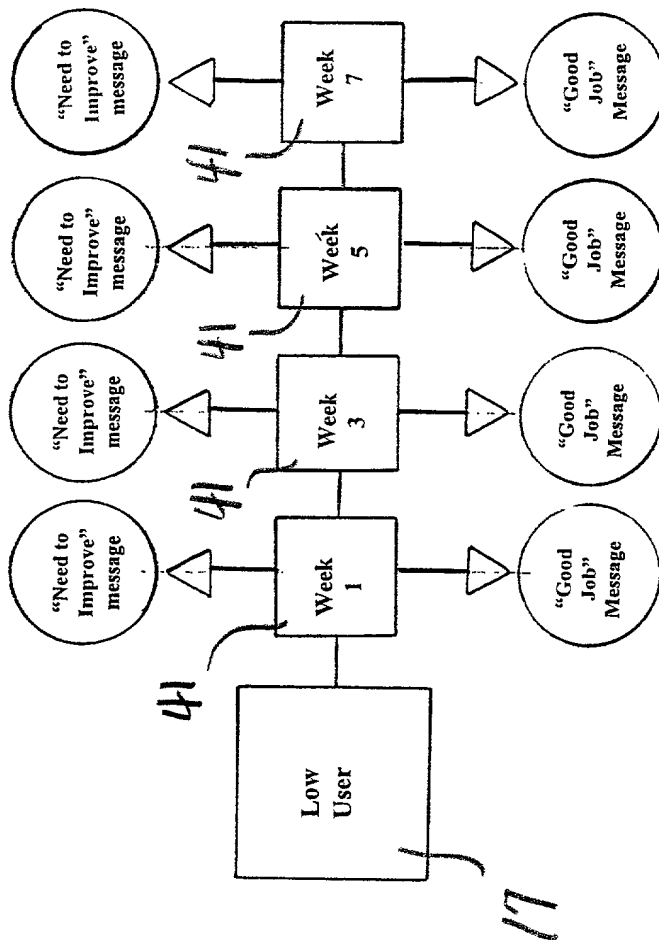 “Need to
Improve”
message
“Need to
Improve”
message
“Need to
Improve”
message
“Need to
Improve”
message
41
41
41
41
Low
User
Week
1
Week
3
Week
5
Week
7
17
“Good
Job”
Message
“Good
Job”
Message
“Good
Job”
Message
“Good
Job”
Message